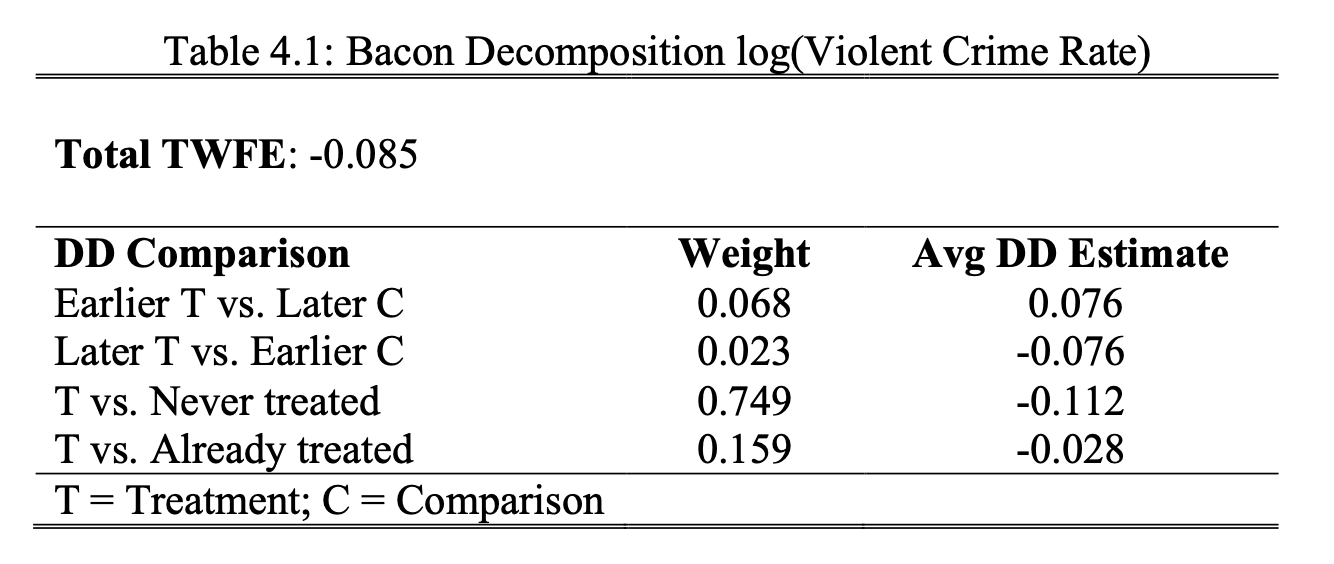 Table 4.1: Bacon Decomposition log(Violent Crime Rate)
Total TWFE: -0.085
DD Comparison Weight Avg DD Estimate
Earlier T vs. Later C 0.068 0.076
Later T vs. Earlier C 0.023 -0.076
T vs. Never treated 0.749 -0.112
T vs. Already treated 0.159 -0.028
T = Treatment; C = Comparison